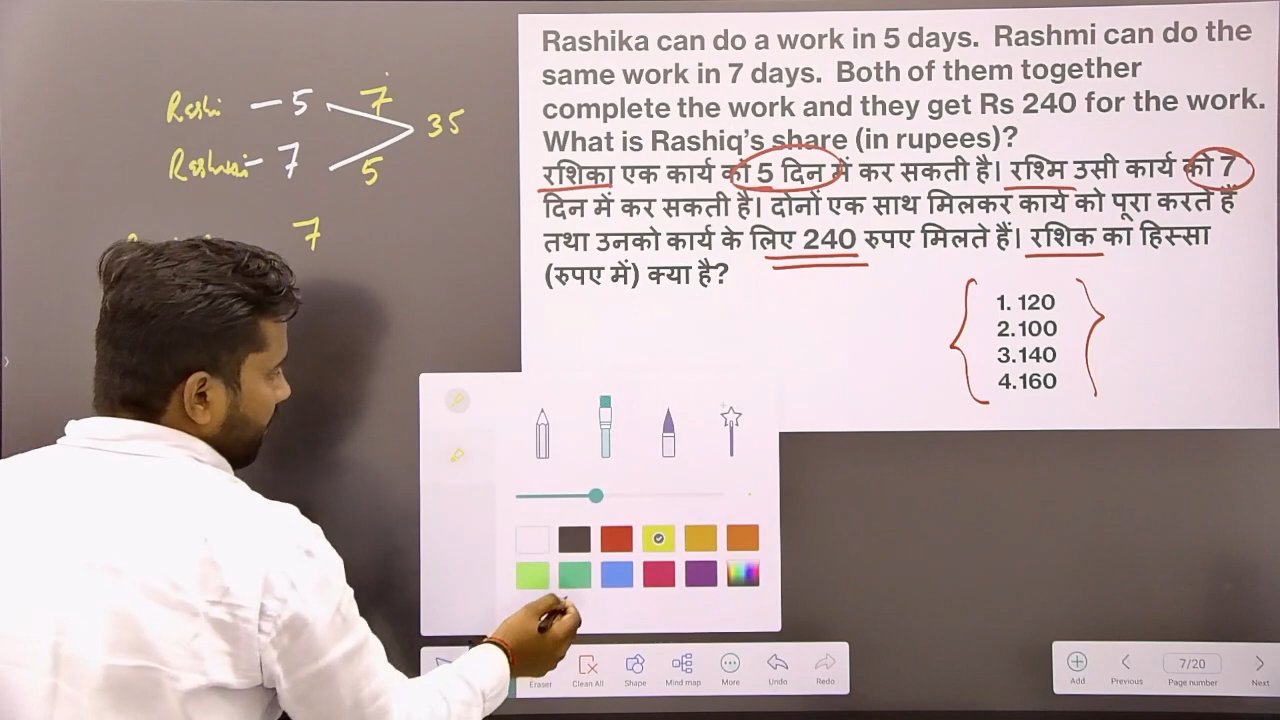 Rashi — 5 7
35
Rashmi - 7 5
7
Rashika can do a work in 5 days. Rashmi can do the
same work in 7 days. Both of them together
complete the work and they get Rs 240 for the work.
What is Rashiq's share (in rupees)?
रशिका एक कार्य को 5 दिन में कर सकती है। रश्मि उसी कार्य को 7
दिन में कर सकती है। दोनों एक साथ मिलकर कार्य को पूरा करते हैं
तथा उनको कार्य के लिए 240 रुपए मिलते हैं। रशिक का हिस्सा
(रुपए में) क्या है?
1. 120
2.100
3.140
4.160
Eraser Clean All Shape Mind map More Undo Redo
Add Previous 7/20 Page number Next